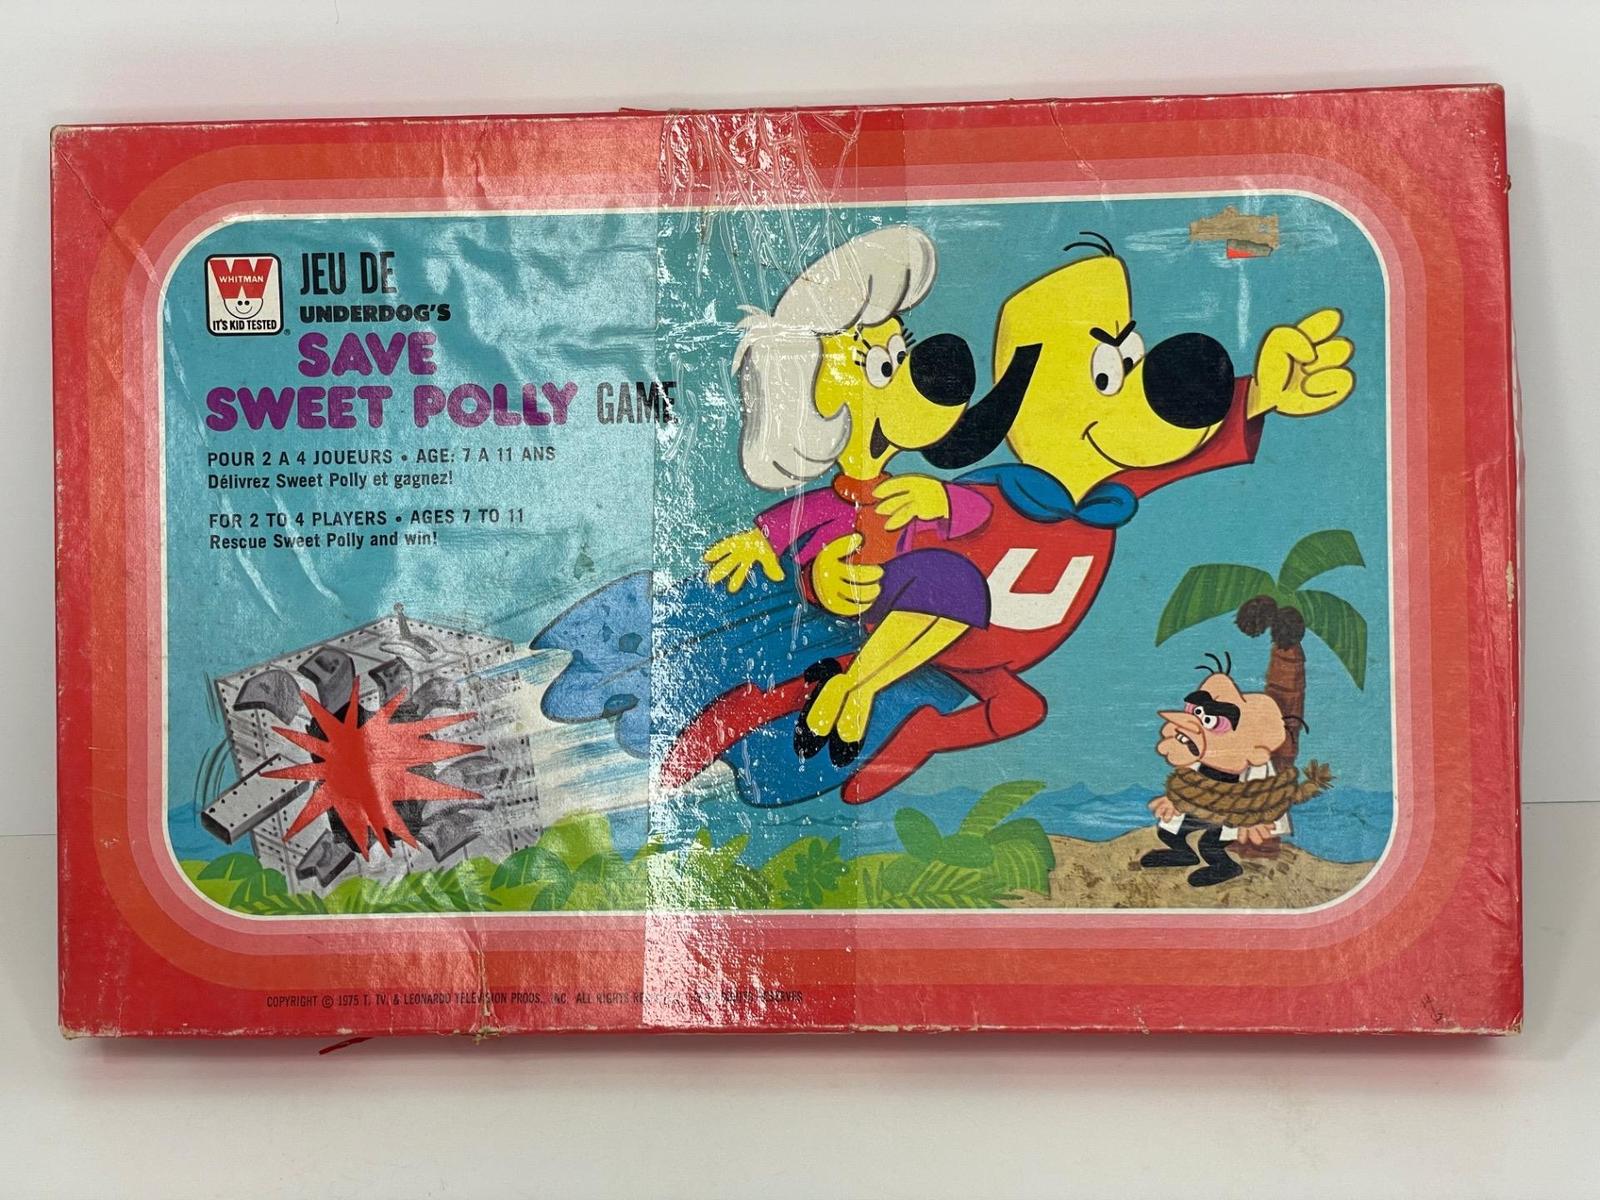 WHITMAN
IT'S KID TESTED
JEU DE
UNDERDOG'S
SAVE
SWEET POLLY GAME
POUR 2 A 4 JOUEURS • AGE: 7 A 11 ANS
Délivrez Sweet Polly et gagnez!
FOR 2 TO 4 PLAYERS • AGES 7 TO 11
Rescue Sweet Polly and win!
U
COPYRIGHT © 1975 T. TV. & LEONARDO TELEVISION PRODS., INC. ALL RIGHTS